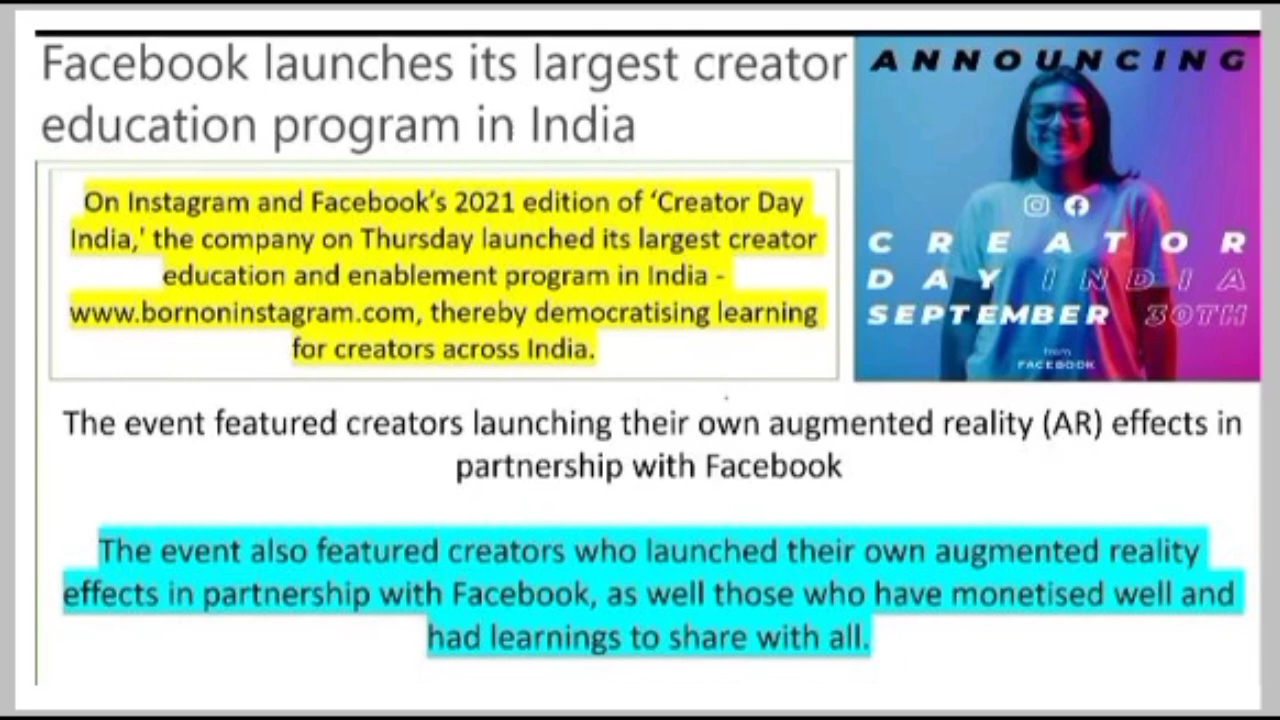 Facebook launches its largest creator
education program in India
On Instagram and Facebook's 2021 edition of ‘Creator Day
India,' the company on Thursday launched its largest creator
education and enablement program in India -
www.bornoninstagram.com, thereby democratising learning
for creators across India.
ANNOUNCING
CREATOR
DAY INDIA
SEPTEMBER 30TH
from
FACEBOOK
The event featured creators launching their own augmented reality (AR) effects in
partnership with Facebook
The event also featured creators who launched their own augmented reality
effects in partnership with Facebook, as well those who have monetised well and
had learnings to share with all.